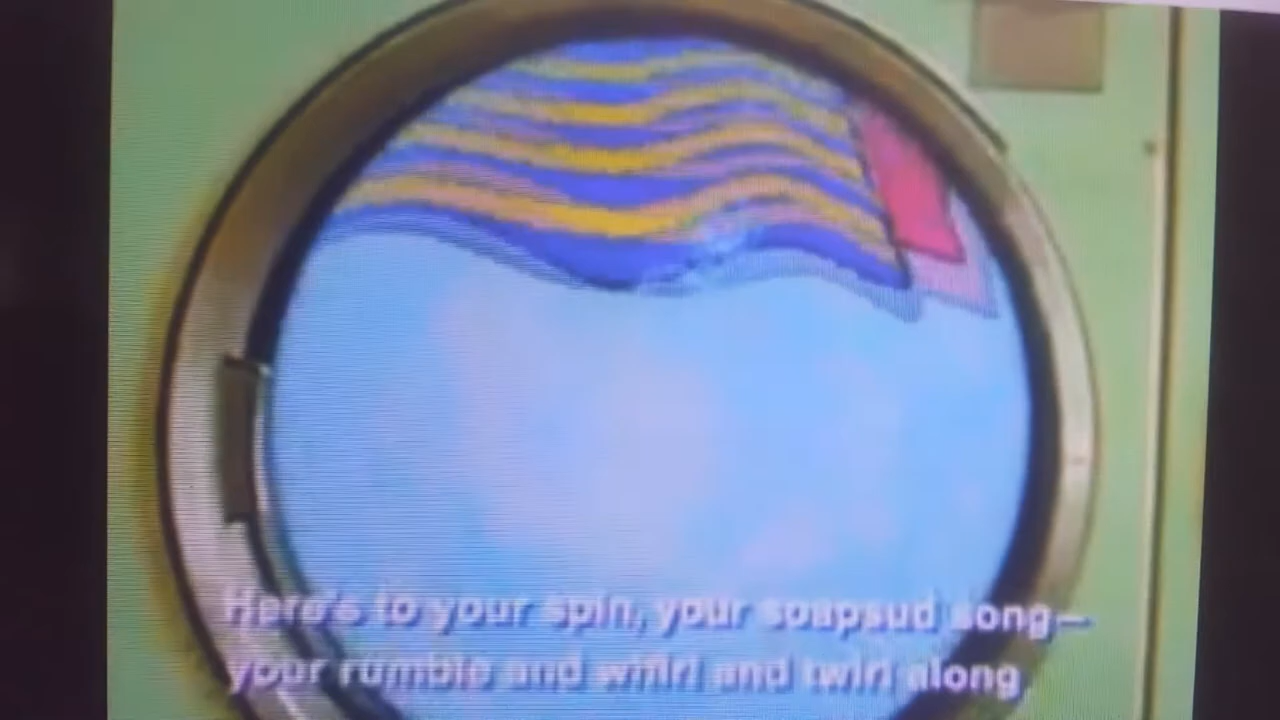 Here's to your spin, your soapsud song—
your rumble and whirl and twirl along